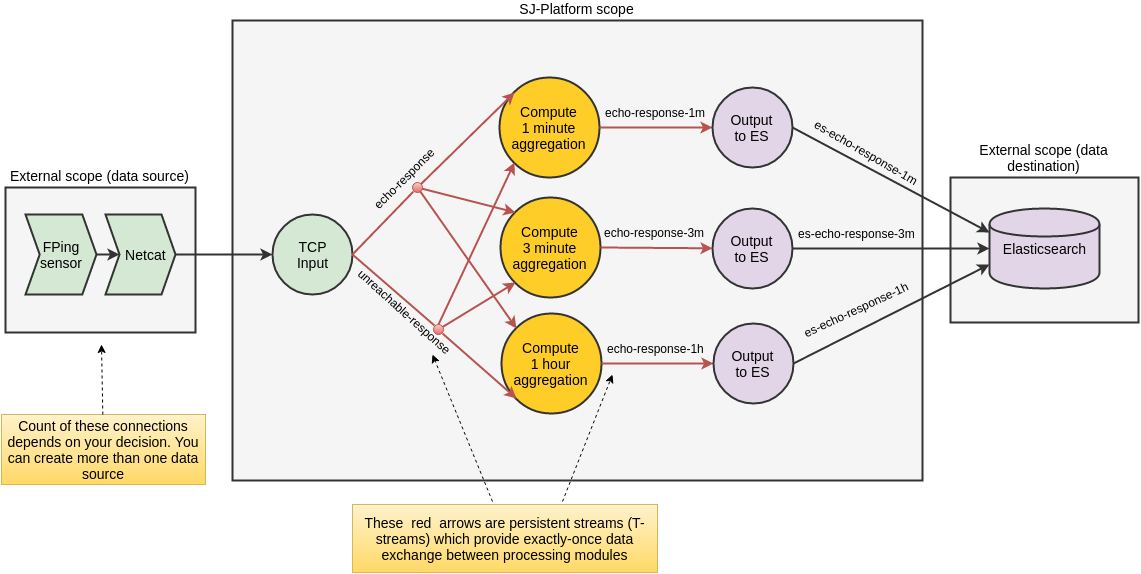 SJ-Platform scope
External scope (data source)
FPing
sensor
Netcat
TCP
Input
echo-response
unreachable-response
Compute
1 minute
aggregation
echo-response-1m
Output
to ES
es-echo-response-1m
Compute
3 minute
aggregation
echo-response-3m
Output
to ES
es-echo-response-3m
Compute
1 hour
aggregation
echo-response-1h
Output
to ES
es-echo-response-1h
External scope (data
destination)
Elasticsearch
Count of these connections
depends on your decision. You
can create more than one data
source
These red arrows are persistent streams (T-
streams) which provide exactly-once data
exchange between processing modules